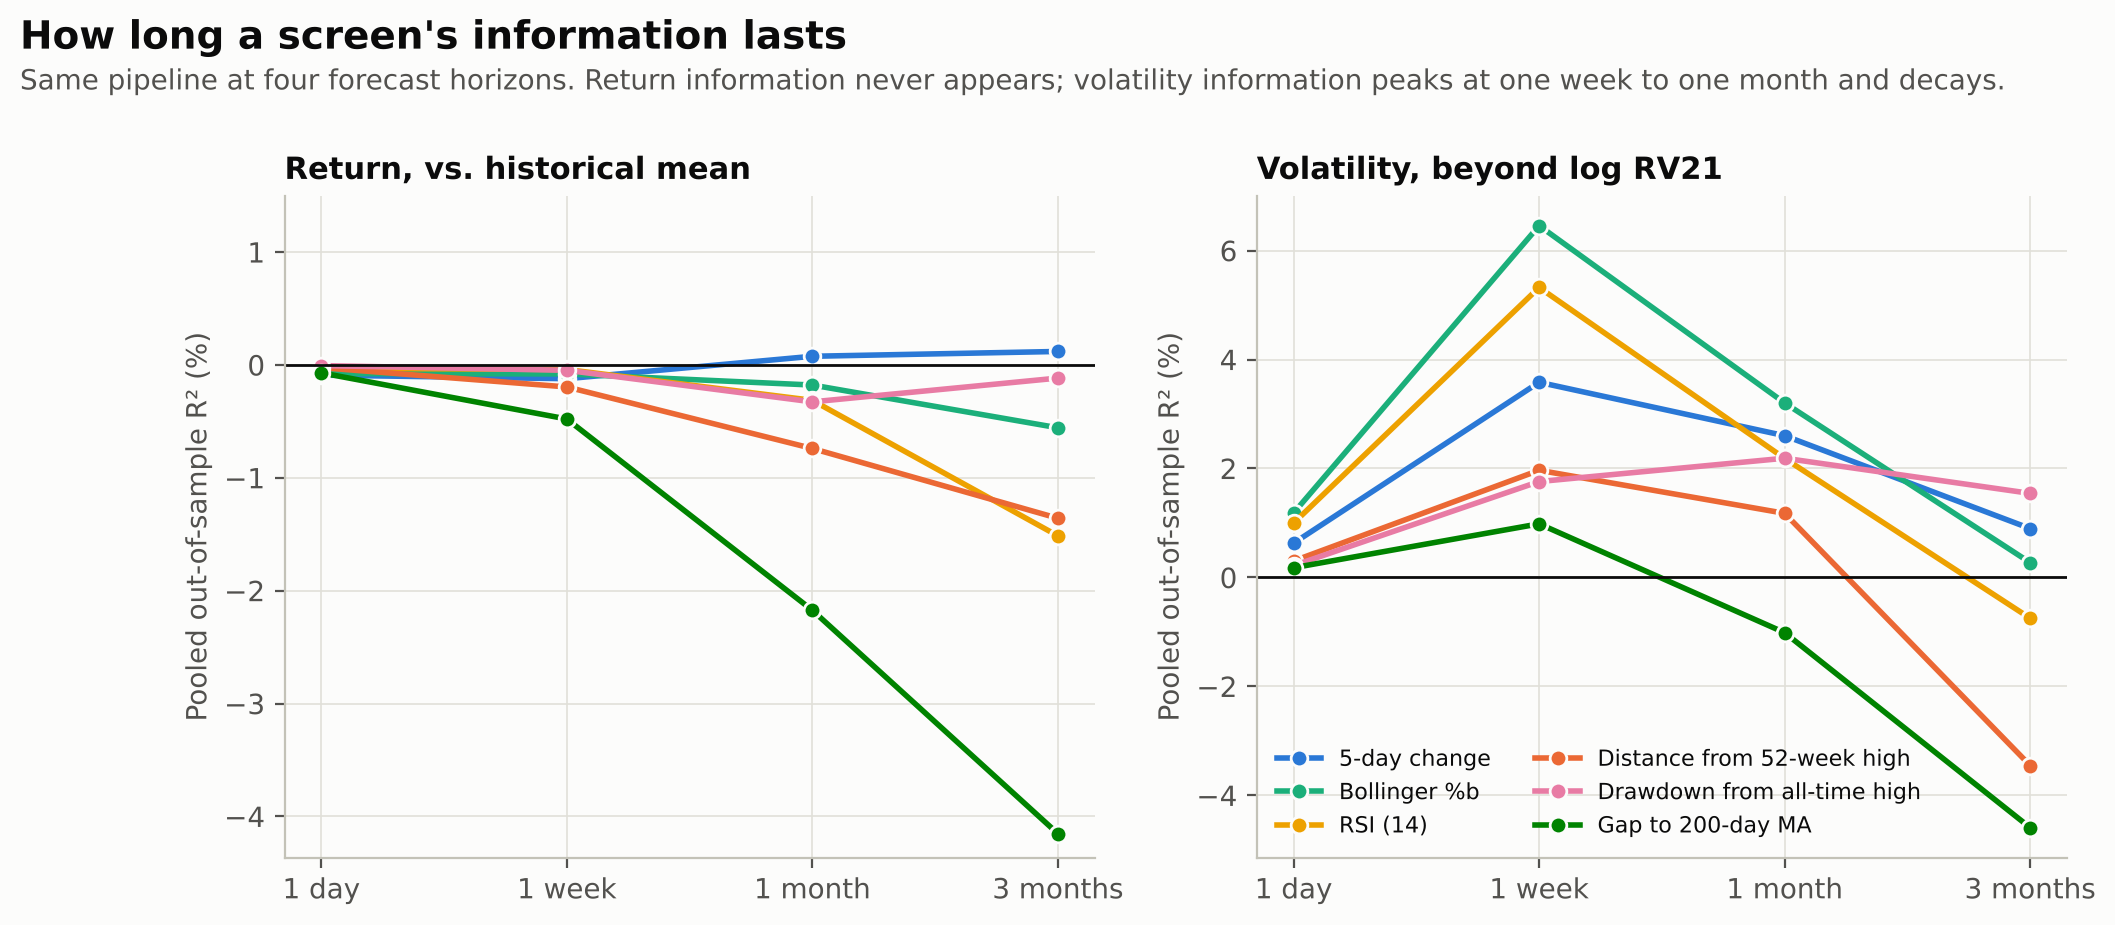 How long a screen's information lasts
Same pipeline at four forecast horizons. Return information never appears; volatility information peaks at one week to one month and decays.
Return, vs. historical mean
Pooled out-of-sample R² (%)
1
0
−1
−2
−3
−4
1 day
1 week
1 month
3 months
Volatility, beyond log RV21
Pooled out-of-sample R² (%)
6
4
2
0
−2
−4
5-day change
Bollinger %b
RSI (14)
Distance from 52-week high
Drawdown from all-time high
Gap to 200-day MA
1 day
1 week
1 month
3 months